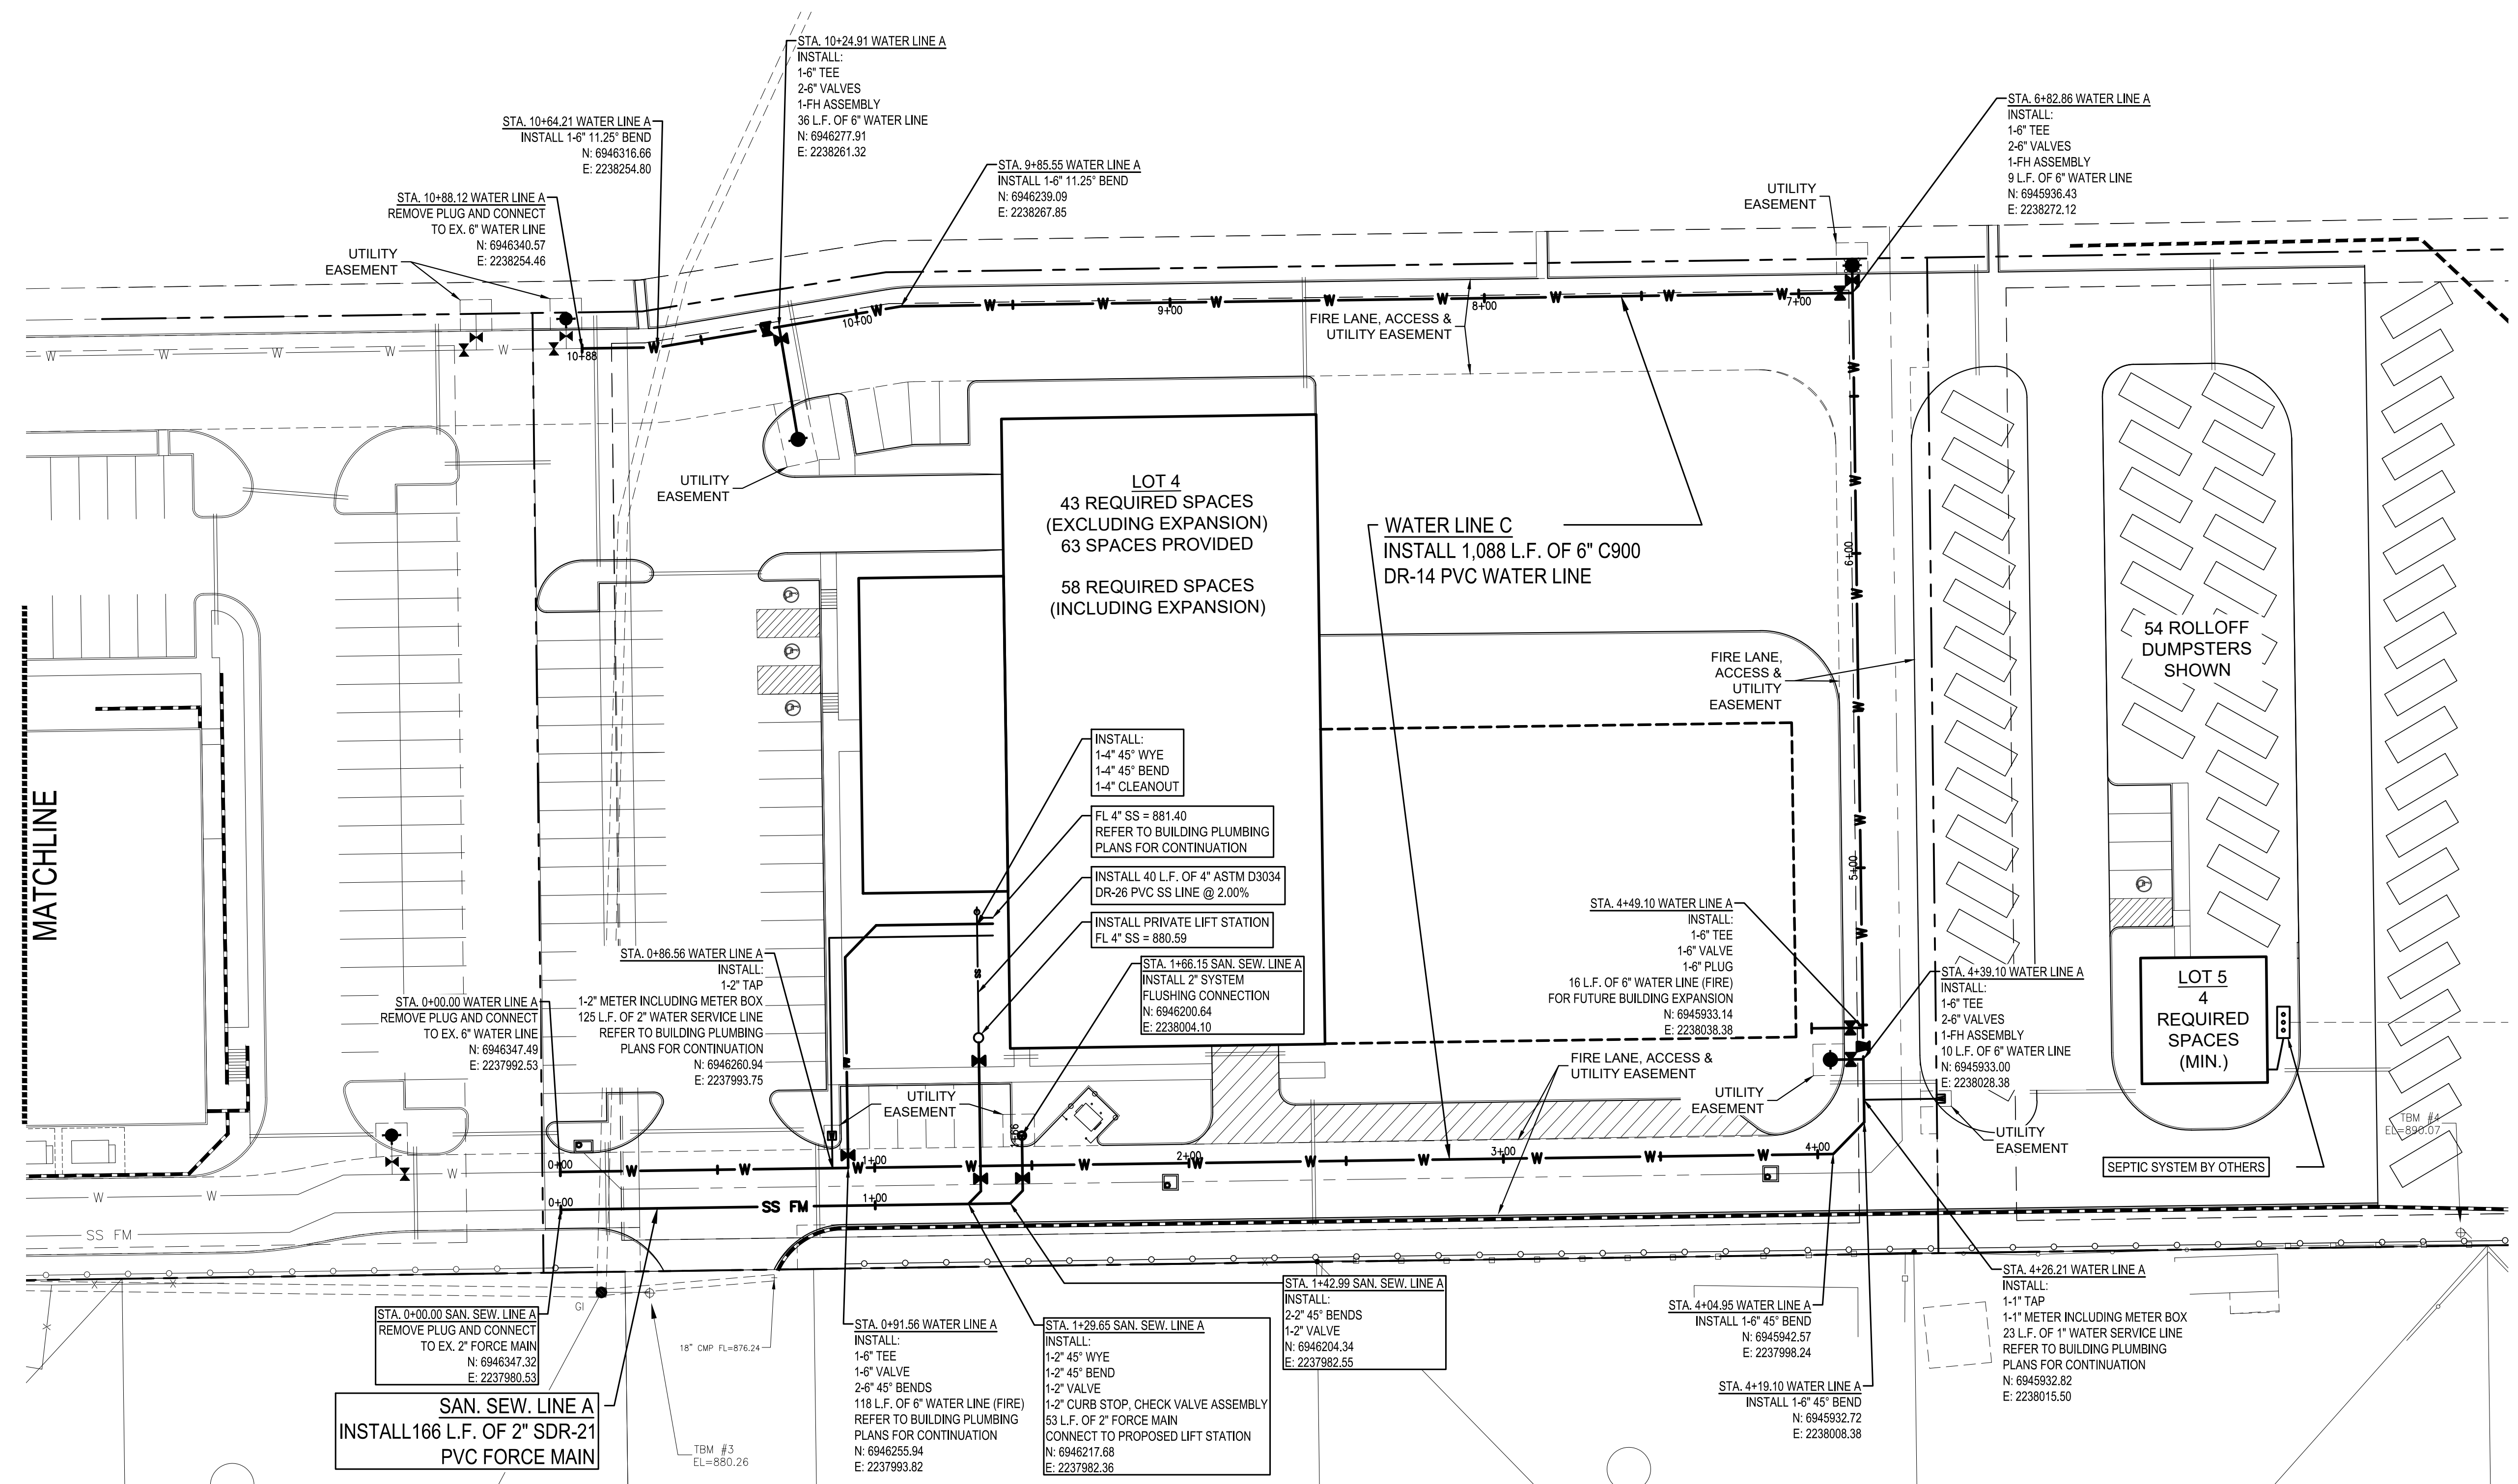 STA. 10+24.91 WATER LINE A
INSTALL:
1-6" TEE
2-6" VALVES
1-FH ASSEMBLY
36 L.F. OF 6" WATER LINE
N: 6946277.91
E: 2238261.32
STA. 10+64.21 WATER LINE A
INSTALL 1-6" 11.25° BEND
N: 6946316.66
E: 2238254.80
STA. 10+88.12 WATER LINE A
REMOVE PLUG AND CONNECT
TO EX. 6" WATER LINE
N: 6946340.57
E: 2238254.46
UTILITY
EASEMENT
STA. 9+85.55 WATER LINE A
INSTALL 1-6" 11.25° BEND
N: 6946239.09
E: 2238267.85
UTILITY
EASEMENT
STA. 6+82.86 WATER LINE A
INSTALL:
1-6" TEE
2-6" VALVES
1-FH ASSEMBLY
9 L.F. OF 6" WATER LINE
N: 6945936.43
E: 2238272.12
W W W W W
10+88
W
10+00
W W
9+00
W W W
8+00
W W W
7+00
FIRE LANE, ACCESS &
UTILITY EASEMENT
UTILITY
EASEMENT
LOT 4
43 REQUIRED SPACES
(EXCLUDING EXPANSION)
63 SPACES PROVIDED
58 REQUIRED SPACES
(INCLUDING EXPANSION)
WATER LINE C
INSTALL 1,088 L.F. OF 6" C900
DR-14 PVC WATER LINE
W
W
6+00
W
W
W
5+00
W
FIRE LANE,
ACCESS &
UTILITY
EASEMENT
54 ROLLOFF
DUMPSTERS
SHOWN
MATCHLINE
INSTALL:
1-4" 45° WYE
1-4" 45° BEND
1-4" CLEANOUT
FL 4" SS = 881.40
REFER TO BUILDING PLUMBING
PLANS FOR CONTINUATION
INSTALL 40 L.F. OF 4" ASTM D3034
DR-26 PVC SS LINE @ 2.00%
INSTALL PRIVATE LIFT STATION
FL 4" SS = 880.59
STA. 1+66.15 SAN. SEW. LINE A
INSTALL 2" SYSTEM
FLUSHING CONNECTION
N: 6946200.64
E: 2238004.10
SS
STA. 0+86.56 WATER LINE A
INSTALL:
1-2" TAP
1-2" METER INCLUDING METER BOX
125 L.F. OF 2" WATER SERVICE LINE
REFER TO BUILDING PLUMBING
PLANS FOR CONTINUATION
N: 6946260.94
E: 2237993.75
STA. 0+00.00 WATER LINE A
REMOVE PLUG AND CONNECT
TO EX. 6" WATER LINE
N: 6946347.49
E: 2237992.53
STA. 4+49.10 WATER LINE A
INSTALL:
1-6" TEE
1-6" VALVE
1-6" PLUG
16 L.F. OF 6" WATER LINE (FIRE)
FOR FUTURE BUILDING EXPANSION
N: 6945933.14
E: 2238038.38
STA. 4+39.10 WATER LINE A
INSTALL:
1-6" TEE
2-6" VALVES
1-FH ASSEMBLY
10 L.F. OF 6" WATER LINE
N: 6945933.00
E: 2238028.38
LOT 5
4
REQUIRED
SPACES
(MIN.)
FIRE LANE, ACCESS &
UTILITY EASEMENT
UTILITY
EASEMENT
UTILITY
EASEMENT
UTILITY
EASEMENT
TBM #4
EL=890.07
SEPTIC SYSTEM BY OTHERS
1+66
W W W
0+00
W W
1+00
W W
2+00
W W W
3+00
W W W
4+00
0+00
SS FM
1+00
SS FM
STA. 0+00.00 SAN. SEW. LINE A
REMOVE PLUG AND CONNECT
TO EX. 2" FORCE MAIN
N: 6946347.32
E: 2237980.53
GI
18" CMP FL=876.24
SAN. SEW. LINE A
INSTALL166 L.F. OF 2" SDR-21
PVC FORCE MAIN
TBM #3
EL=880.26
STA. 0+91.56 WATER LINE A
INSTALL:
1-6" TEE
1-6" VALVE
2-6" 45° BENDS
118 L.F. OF 6" WATER LINE (FIRE)
REFER TO BUILDING PLUMBING
PLANS FOR CONTINUATION
N: 6946255.94
E: 2237993.82
STA. 1+29.65 SAN. SEW. LINE A
INSTALL:
1-2" 45° WYE
1-2" 45° BEND
1-2" VALVE
1-2" CURB STOP, CHECK VALVE ASSEMBLY
53 L.F. OF 2" FORCE MAIN
CONNECT TO PROPOSED LIFT STATION
N: 6946217.68
E: 2237982.36
STA. 1+42.99 SAN. SEW. LINE A
INSTALL:
2-2" 45° BENDS
1-2" VALVE
N: 6946204.34
E: 2237982.55
STA. 4+04.95 WATER LINE A
INSTALL 1-6" 45° BEND
N: 6945942.57
E: 2237998.24
STA. 4+19.10 WATER LINE A
INSTALL 1-6" 45° BEND
N: 6945932.72
E: 2238008.38
STA. 4+26.21 WATER LINE A
INSTALL:
1-1" TAP
1-1" METER INCLUDING METER BOX
23 L.F. OF 1" WATER SERVICE LINE
REFER TO BUILDING PLUMBING
PLANS FOR CONTINUATION
N: 6945932.82
E: 2238015.50